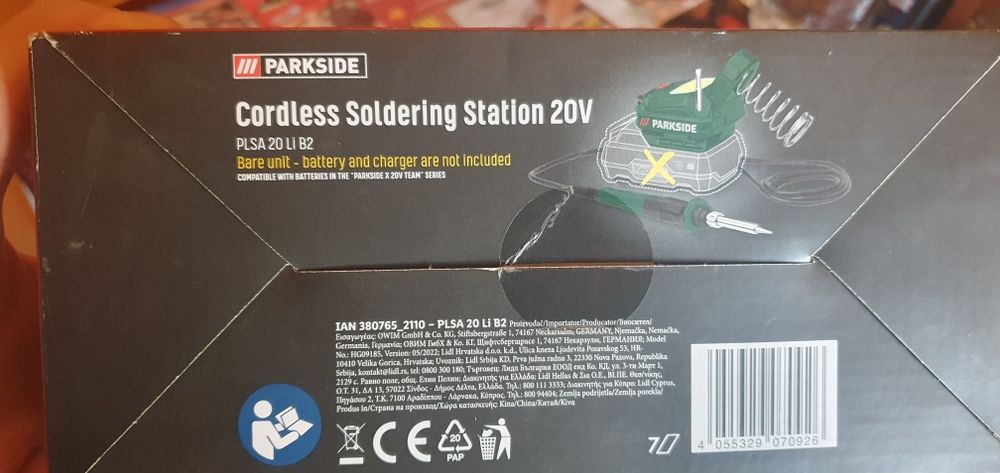 PARKSIDE
Cordless Soldering Station 20V
PLSA 20 Li B2
Bare unit - battery and charger are not included
COMPATIBLE WITH BATTERIES IN THE "PARKSIDE X 20V TEAM" SERIES
PARKSIDE
IAN 380765_2110 – PLSA 20 Li B2 Proizvođač/Importator/Producator/Вносител/
Εισαγωγέας: OWIM GmbH & Co. KG, Stiftsbergstraße 1, 74167 Neckarsulm, GERMANY, Njemačka, Nemačka,
Germania, Германия; ОВИМ ГмбХ & Ко. КГ, Щифтсбергщрасе 1, 74167 Некарзулм, ГЕРМАНИЯ; Model
No.: HG09185, Version: 05/2022; Lidl Hrvatska d.o.o. k.d., Ulica kneza Ljudevita Posavskog 53, HR-
10410 Velika Gorica, Hrvatska; Uvoznik: Lidl Srbija KD, Prva južna radna 3, 22330 Nova Pazova, Republika
Srbija, kontakt@lidl.rs, tel: 0800 300 180; Търговец: Лидл България ЕООД енд Ко. КД, ул. 3-ти Март 1,
2129 с. Равно поле, общ. Елин Пелин; Διακινητής για Ελλάδα: Lidl Hellas & Σια Ο.Ε., ΒΙ.ΠΕ. Θεσ/νίκης,
Ο.Τ. 31, ΔΑ 13, 57022 Σίνδος - Δήμος Δέλτα, Ελλάδα. Τηλ.: 800 111 3333; Διακινητής για Κύπρο: Lidl Cyprus,
Πηγάσου 2, Τ.Κ. 7100 Αραδίππου - Λάρνακα, Κύπρος, Τηλ.: 800 94404; Zemlja podrijetla/Zemlja porekla/
Produs In/Страна на произход/Χώρα κατασκευής: Kina/China/Китай/Κίνα
CE
20
PAP
4 055329 070926